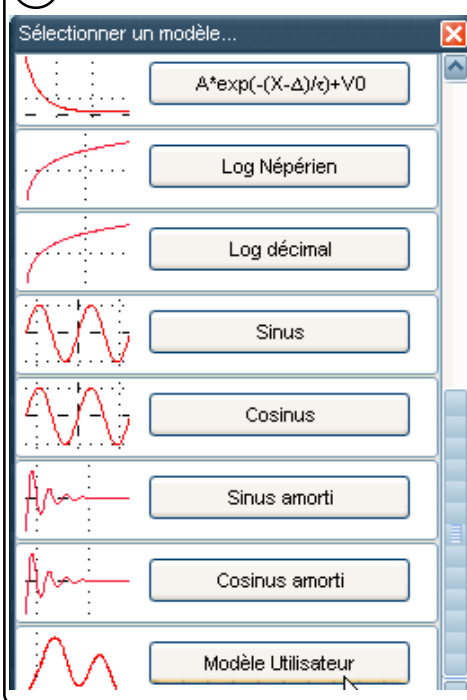 Sélectionner un modèle...
A*exp(-(X-Δ)/τ)+V0
Log Népérien
Log décimal
Sinus
Cosinus
Sinus amorti
Cosinus amorti
Modèle Utilisateur